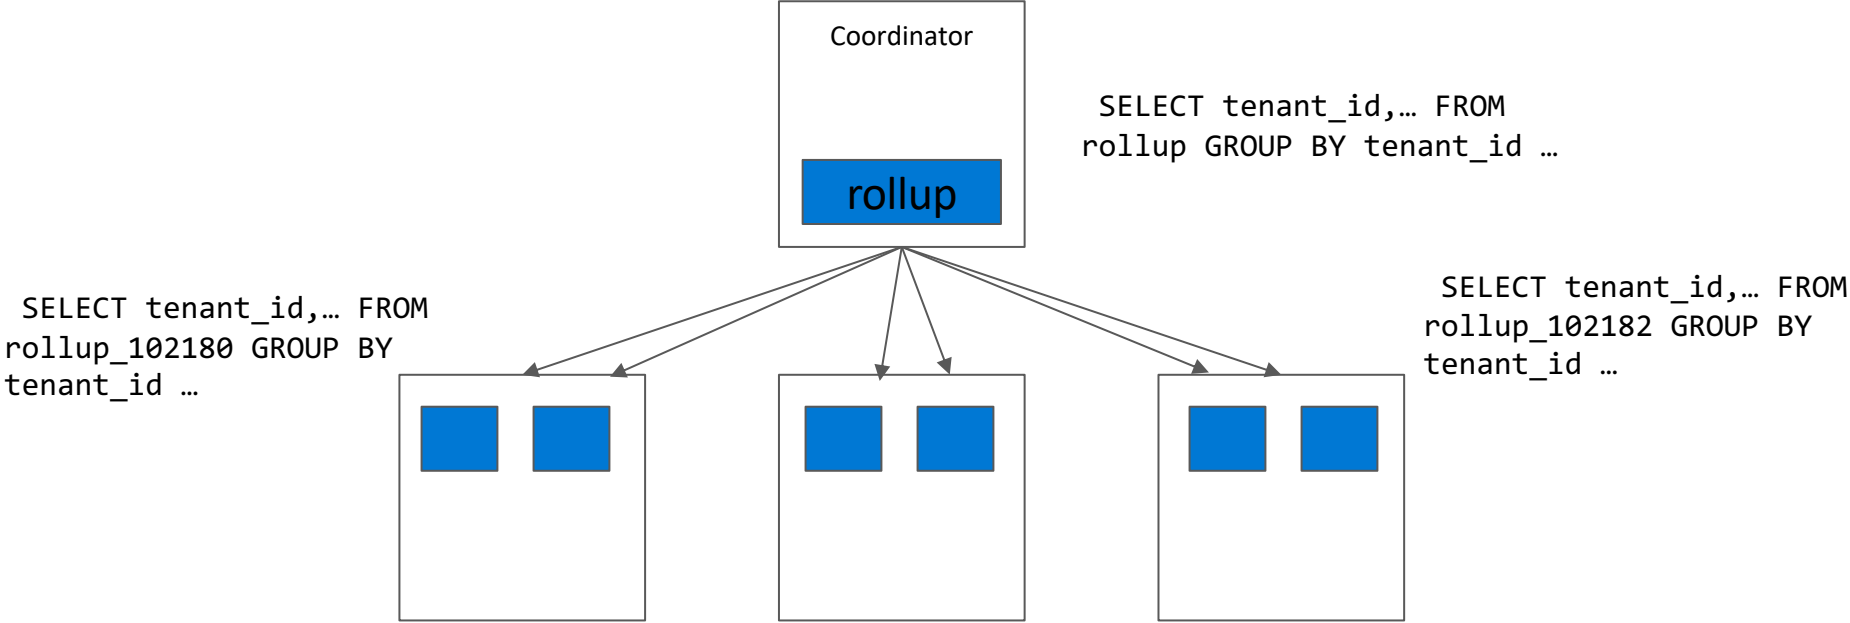 Coordinator
SELECT tenant_id,… FROM
rollup GROUP BY tenant_id …
rollup
SELECT tenant_id,… FROM
rollup_102180 GROUP BY
tenant_id …
SELECT tenant_id,… FROM
rollup_102182 GROUP BY
tenant_id …